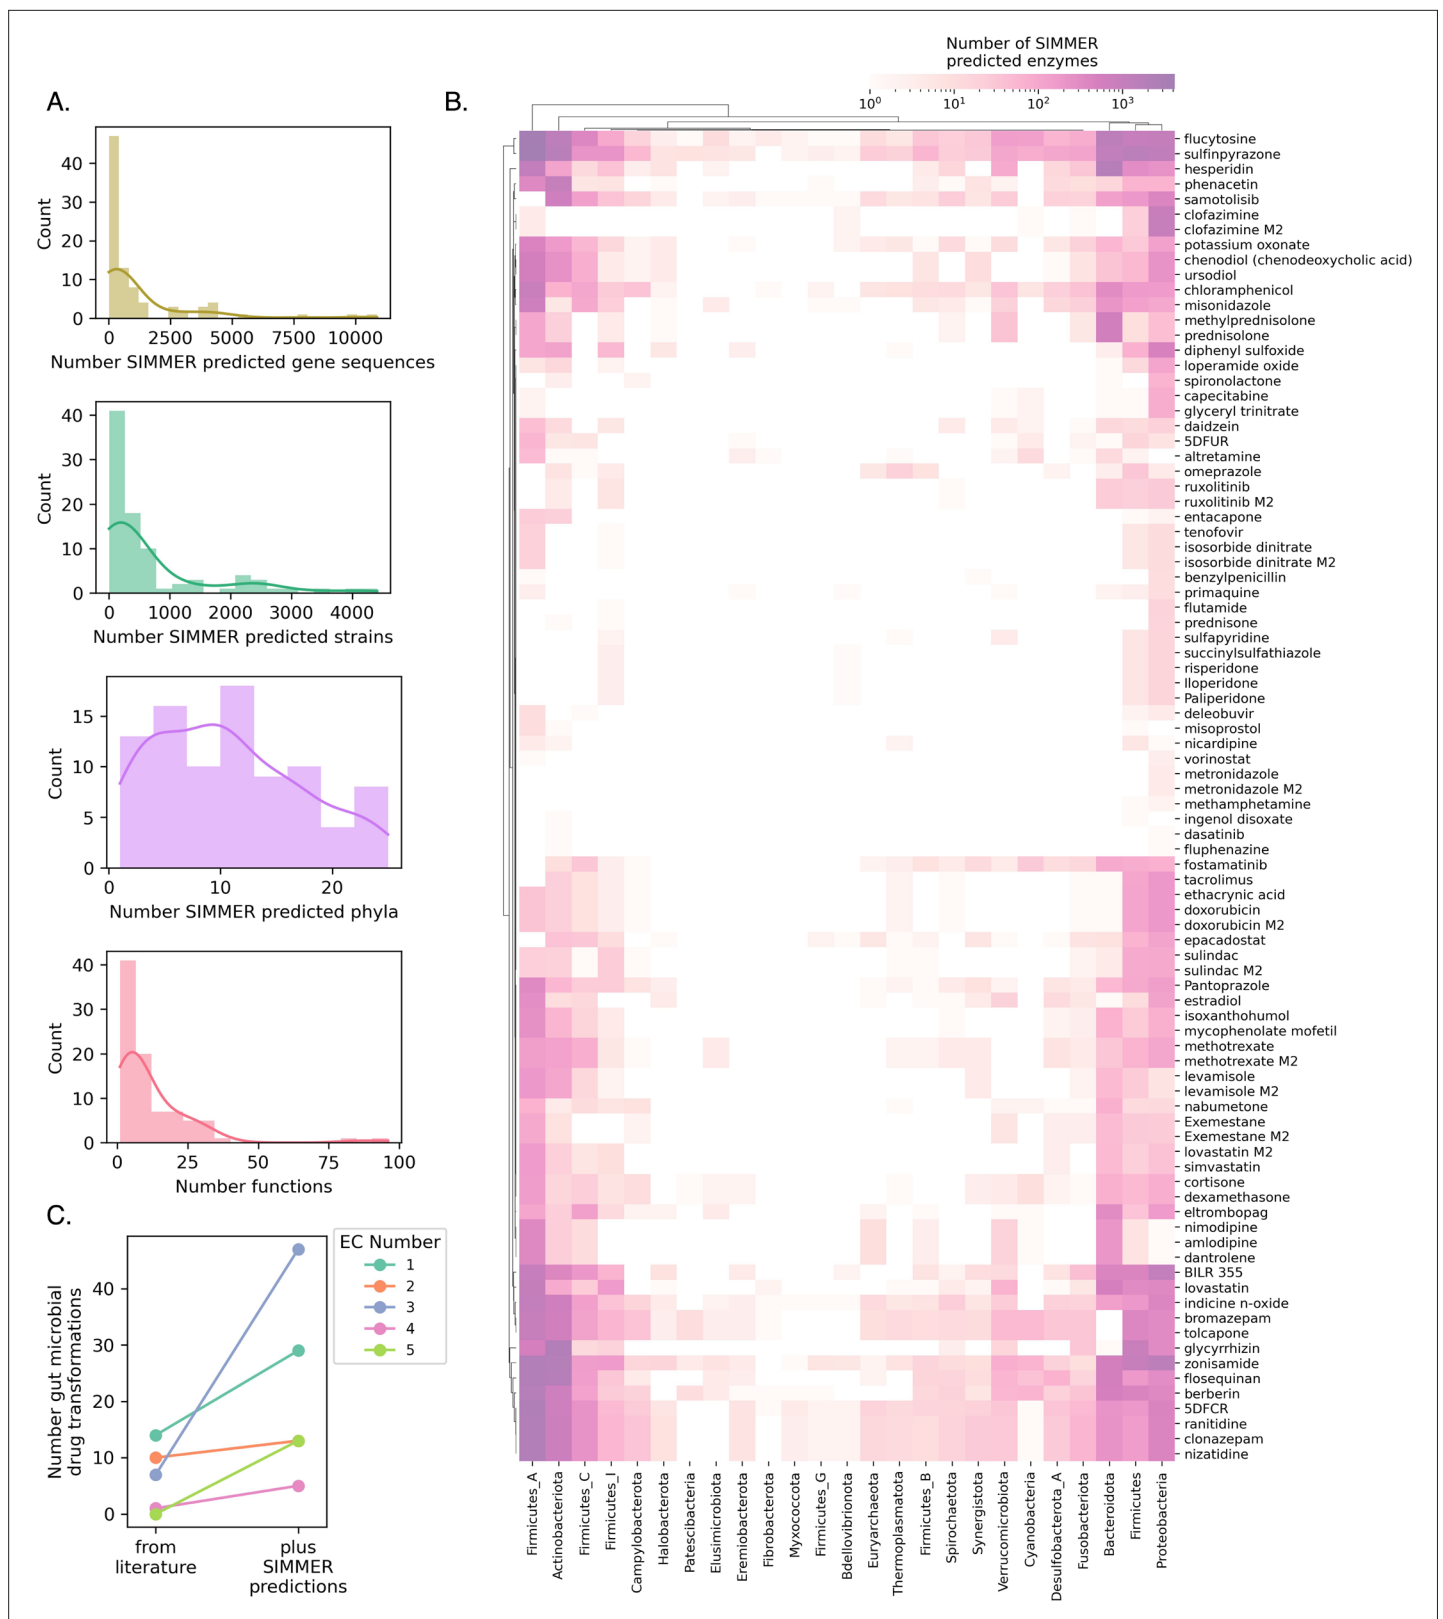 A.
Count
40
30
20
10
0
0 2500 5000 7500 10000
Number SIMMER predicted gene sequences
Count
40
30
20
10
0
0 1000 2000 3000 4000
Number SIMMER predicted strains
Count
15
10
5
0
0 10 20
Number SIMMER predicted phyla
Count
40
30
20
10
0
0 25 50 75 100
Number functions
B.
Number of SIMMER
predicted enzymes
10⁰ 10¹ 10² 10³
flucytosine
sulfinpyrazone
hesperidin
phenacetin
samotolisib
clofazimine
clofazimine M2
potassium oxonate
chenodiol (chenodeoxycholic acid)
ursodiol
chloramphenicol
misonidazole
methylprednisolone
prednisolone
diphenyl sulfoxide
loperamide oxide
spironolactone
capecitabine
glyceryl trinitrate
daidzein
5DFUR
altretamine
omeprazole
ruxolitinib
ruxolitinib M2
entacapone
tenofovir
isosorbide dinitrate
isosorbide dinitrate M2
benzylpenicillin
primaquine
flutamide
prednisone
sulfapyridine
succinylsulfathiazole
risperidone
Iloperidone
Paliperidone
deleobuvir
misoprostol
nicardipine
vorinostat
metronidazole
metronidazole M2
methamphetamine
ingenol disoxate
dasatinib
fluphenazine
fostamatinib
tacrolimus
ethacrynic acid
doxorubicin
doxorubicin M2
epacadostat
sulindac
sulindac M2
Pantoprazole
estradiol
isoxanthohumol
mycophenolate mofetil
methotrexate
methotrexate M2
levamisole
levamisole M2
nabumetone
Exemestane
Exemestane M2
lovastatin M2
simvastatin
cortisone
dexamethasone
eltrombopag
nimodipine
amlodipine
dantrolene
BILR 355
lovastatin
indicine n-oxide
bromazepam
tolcapone
glycyrrhizin
zonisamide
flosequinan
berberin
5DFCR
ranitidine
clonazepam
nizatidine
Firmicutes_A
Actinobacteriota
Firmicutes_C
Firmicutes_I
Campylobacterota
Halobacterota
Patescibacteria
Elusimicrobiota
Eremiobacterota
Fibrobacterota
Myxococcota
Firmicutes_G
Bdellovibrionota
Euryarchaeota
Thermoplasmatota
Firmicutes_B
Spirochaetota
Synergistota
Verrucomicrobiota
Cyanobacteria
Desulfobacterota_A
Fusobacteriota
Bacteroidota
Firmicutes
Proteobacteria
C.
Number gut microbial
drug transformations
40
30
20
10
0
from
literature
plus
SIMMER
predictions
EC Number
1
2
3
4
5